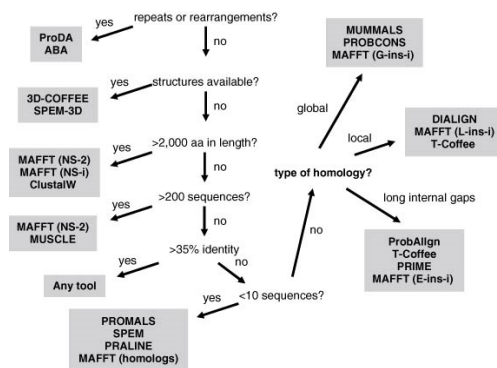 repeats or rearrangements?
yes
no
ProDA
ABA
structures available?
yes
no
3D-COFFEE
SPEM-3D
>2,000 aa in length?
yes
no
MAFFT (NS-2)
MAFFT (NS-i)
ClustalW
>200 sequences?
yes
no
MAFFT (NS-2)
MUSCLE
>35% identity
yes
no
Any tool
<10 sequences?
yes
no
PROMALS
SPEM
PRALINE
MAFFT (homologs)
type of homology?
global
MUMMALS
PROBCONS
MAFFT (G-ins-i)
local
DIALIGN
MAFFT (L-ins-i)
T-Coffee
long internal gaps
ProbAlIgn
T-Coffee
PRIME
MAFFT (E-ins-i)